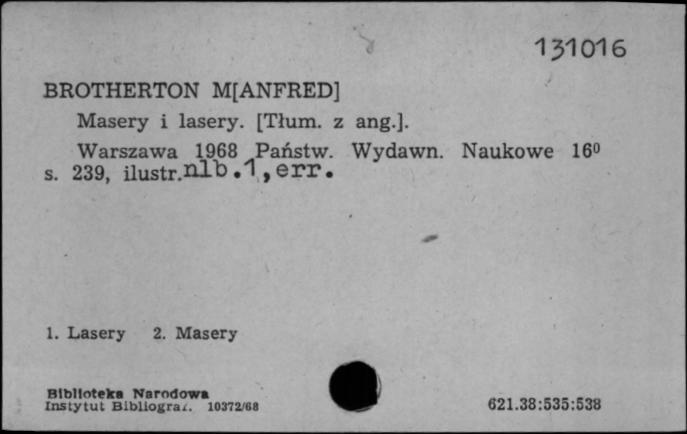 131016
BROTHERTON M[ANFRED]
Masery i lasery. [Tłum. z ang.].
Warszawa 1968 Państw. Wydawn. Naukowe 16⁰
s. 239, ilustr. nlb. 1, err.
1. Lasery 2. Masery
Biblioteka Narodowa
Instytut Bibliograf. 10372/68
621.38:535:538